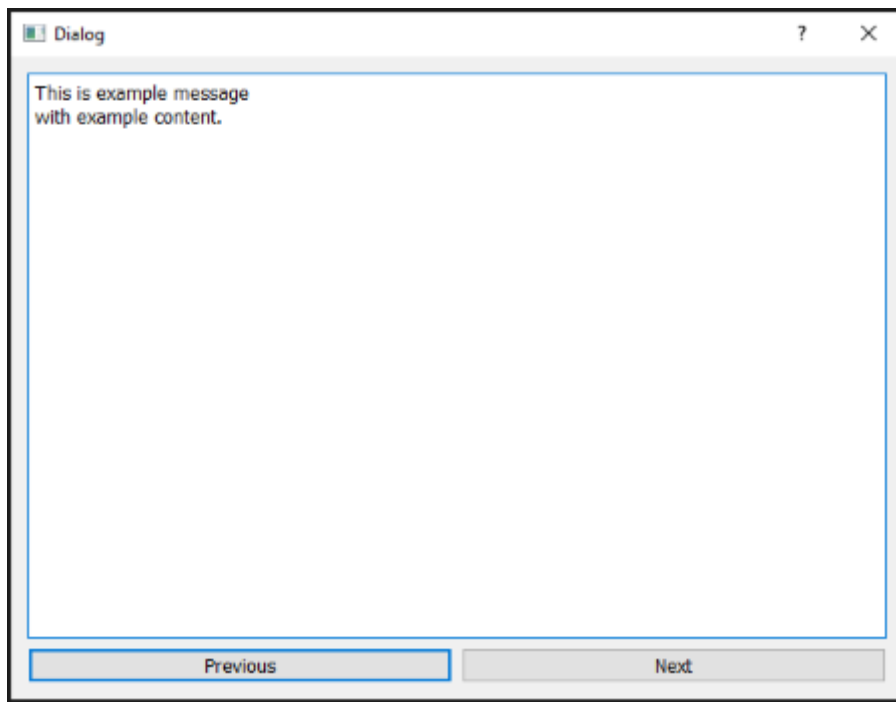 Dialog ?
This is example message
with example content.
Previous Next